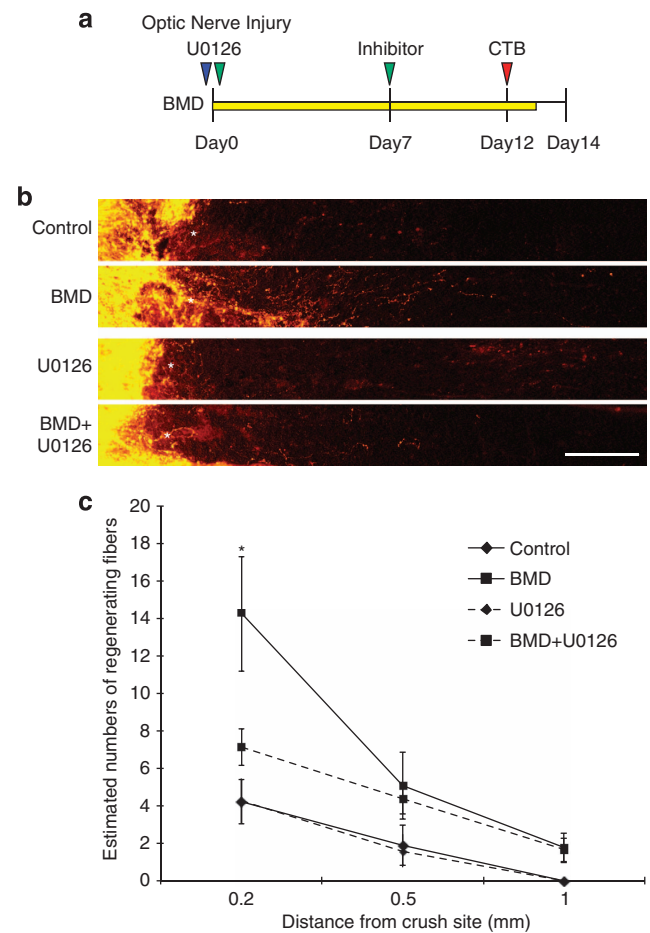 a
Optic Nerve Injury
U0126
Inhibitor
CTB
BMD
Day0
Day7
Day12
Day14
b
Control
*
BMD
*
U0126
*
BMD+
U0126
*
c
Estimated numbers of regenerating fibers
20
18
16
14
12
10
8
6
4
2
0
*
Control
BMD
U0126
BMD+U0126
0.2
0.5
1
Distance from crush site (mm)